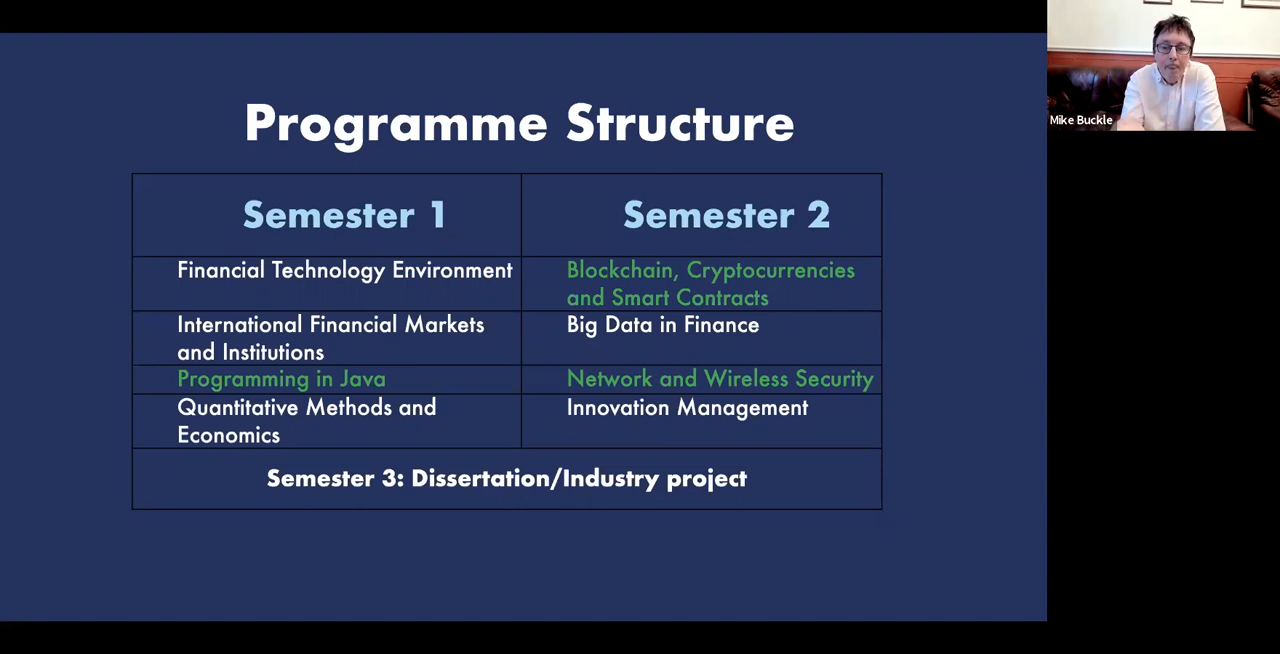 Programme Structure
Semester 1
Semester 2
Financial Technology Environment
Blockchain, Cryptocurrencies
and Smart Contracts
International Financial Markets
and Institutions
Big Data in Finance
Programming in Java
Network and Wireless Security
Quantitative Methods and
Economics
Innovation Management
Semester 3: Dissertation/Industry project
Mike Buckle